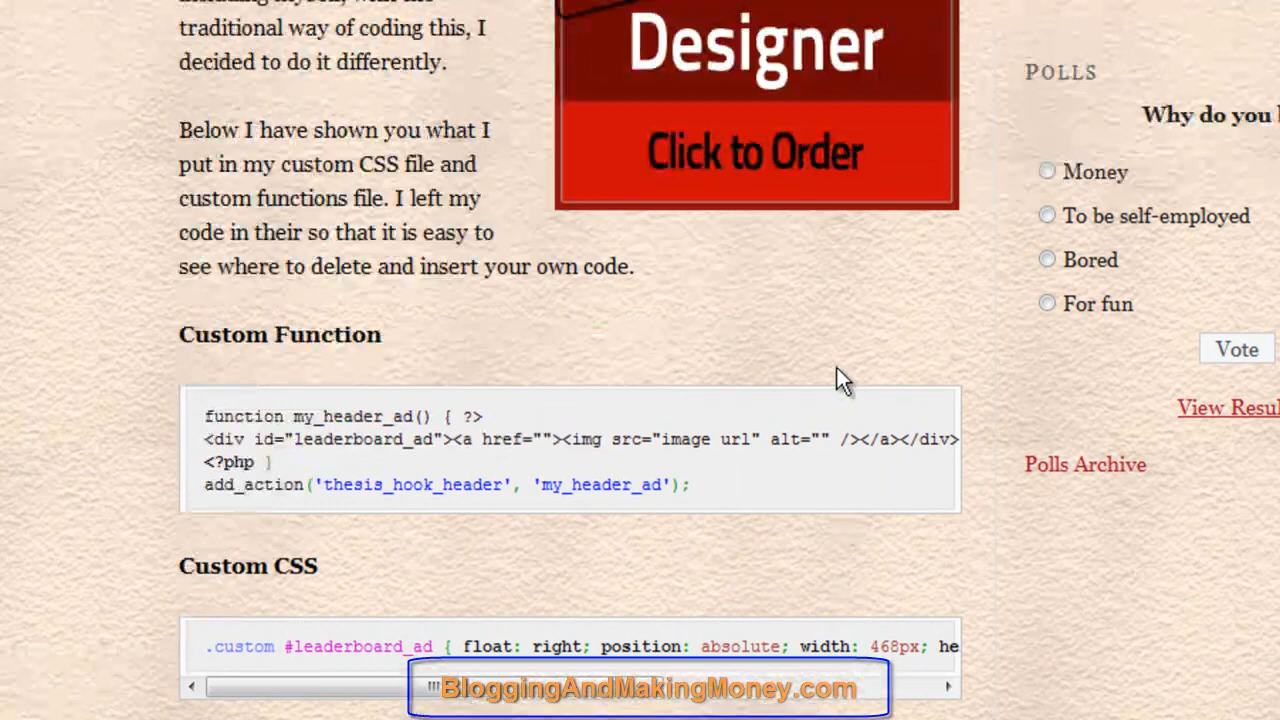 traditional way of coding this, I
decided to do it differently.
Below I have shown you what I
put in my custom CSS file and
custom functions file. I left my
code in their so that it is easy to
see where to delete and insert your own code.
Designer
Click to Order
Custom Function
function my_header_ad() { ?>
<div id="leaderboard_ad"><a href=""><img src="image url" alt="" /></a></div>
<?php }
add_action('thesis_hook_header', 'my_header_ad');
Custom CSS
.custom #leaderboard_ad { float: right; position: absolute; width: 468px; he
BloggingAndMakingMoney.com
POLLS
Why do you
Money
To be self-employed
Bored
For fun
Vote
View Resul
Polls Archive